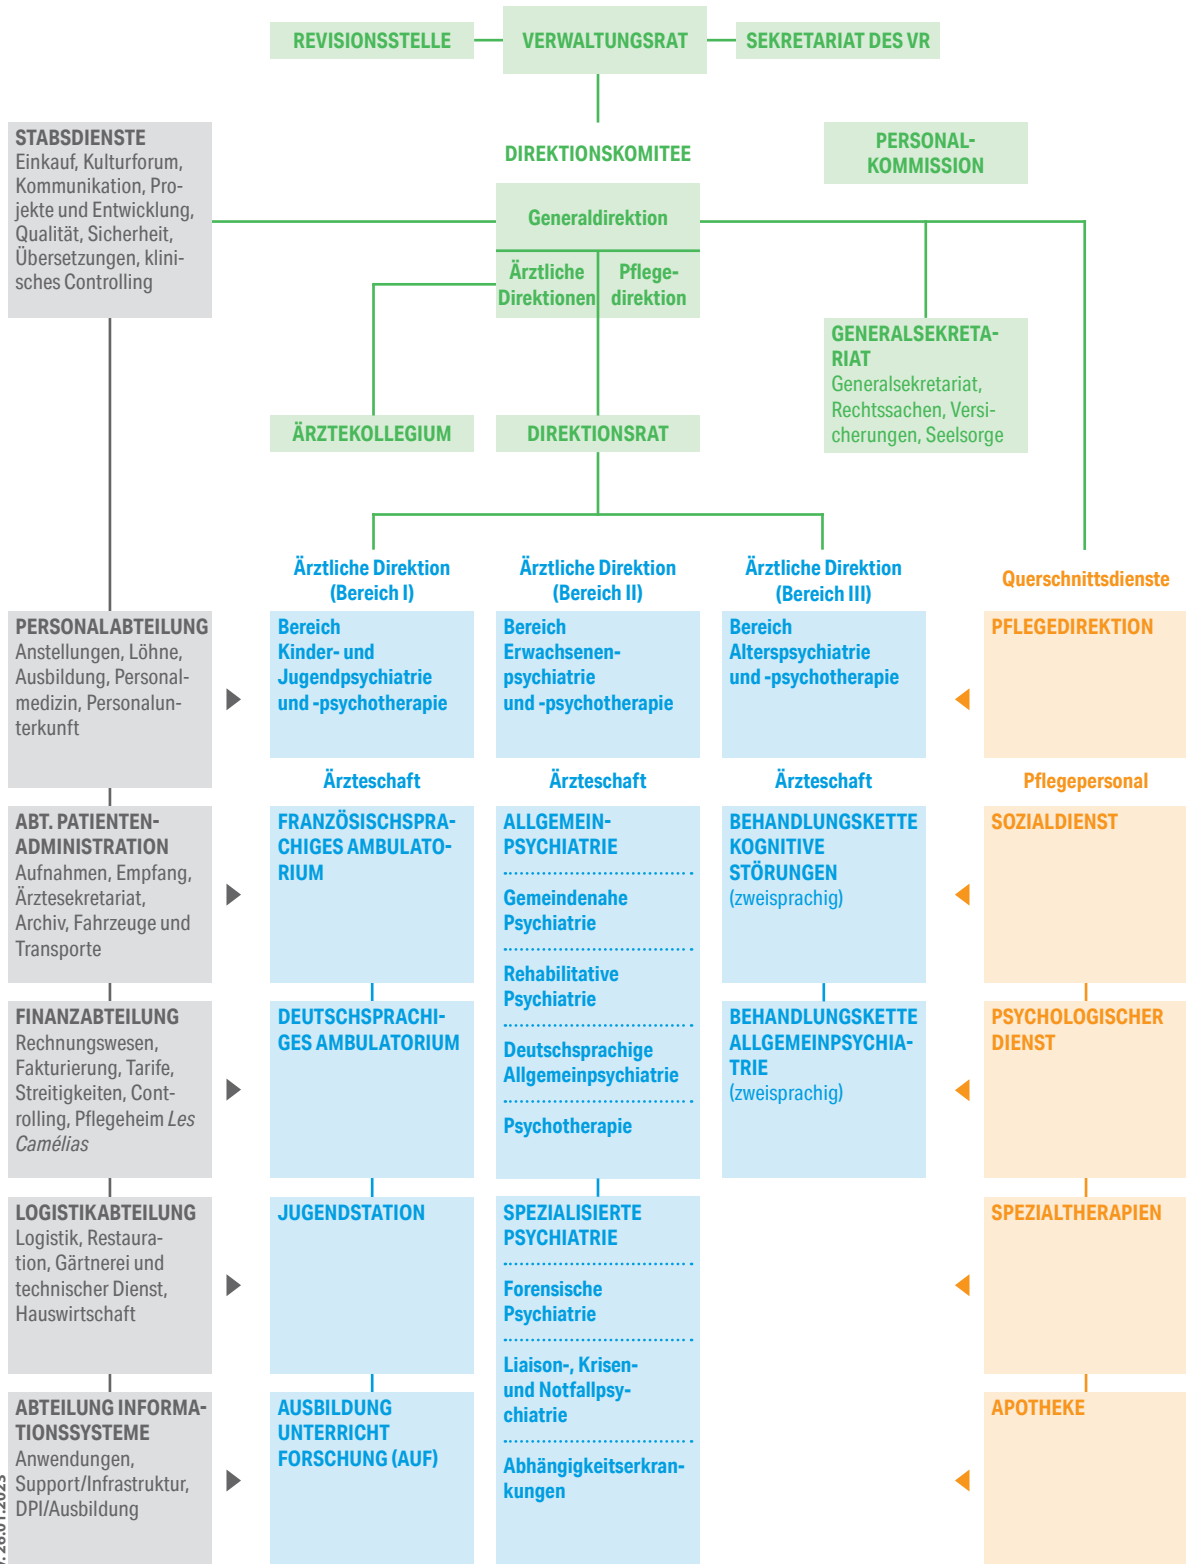 REVISIONSSTELLE
VERWALTUNGSRAT
SEKRETARIAT DES VR
STABSDIENSTE
Einkauf, Kulturforum,
Kommunikation, Pro-
jekte und Entwicklung,
Qualität, Sicherheit,
Übersetzungen, klini-
sches Controlling
DIREKTIONSKOMITEE
PERSONAL-
KOMMISSION
Generaldirektion
Ärztliche
Direktionen
Pflege-
direktion
GENERALSEKRETA-
RIAT
Generalsekretariat,
Rechtssachen, Versi-
cherungen, Seelsorge
ÄRZTEKOLLEGIUM
DIREKTIONSRAT
Ärztliche Direktion
(Bereich I)
Ärztliche Direktion
(Bereich II)
Ärztliche Direktion
(Bereich III)
Querschnittsdienste
PERSONALABTEILUNG
Anstellungen, Löhne,
Ausbildung, Personal-
medizin, Personalun-
terkunft
Bereich
Kinder- und
Jugendpsychiatrie
und -psychotherapie
Bereich
Erwachsenen-
psychiatrie
und -psychotherapie
Bereich
Alterspsychiatrie
und -psychotherapie
PFLEGEDIREKTION
Ärzteschaft
Ärzteschaft
Ärzteschaft
Pflegepersonal
ABT. PATIENTEN-
ADMINISTRATION
Aufnahmen, Empfang,
Ärztesekretariat,
Archiv, Fahrzeuge und
Transporte
FRANZÖSISCHSPRA-
CHIGES AMBULATO-
RIUM
ALLGEMEIN-
PSYCHIATRIE
Gemeindenahe
Psychiatrie
Rehabilitative
Psychiatrie
Deutschsprachige
Allgemeinpsychiatrie
Psychotherapie
BEHANDLUNGSKETTE
KOGNITIVE
STÖRUNGEN
(zweisprachig)
SOZIALDIENST
FINANZABTEILUNG
Rechnungswesen,
Fakturierung, Tarife,
Streitigkeiten, Cont-
rolling, Pflegeheim Les
Camélias
DEUTSCHSPRACHI-
GES AMBULATORIUM
BEHANDLUNGSKETTE
ALLGEMEINPSYCHIA-
TRIE
(zweisprachig)
PSYCHOLOGISCHER
DIENST
LOGISTIKABTEILUNG
Logistik, Restaura-
tion, Gärtnerei und
technischer Dienst,
Hauswirtschaft
JUGENDSTATION
SPEZIALISIERTE
PSYCHIATRIE
Forensische
Psychiatrie
Liaison-, Krisen-
und Notfallpsy-
chiatrie
Abhängigkeitserkran-
kungen
SPEZIALTHERAPIEN
ABTEILUNG INFORMA-
TIONSSYSTEME
Anwendungen,
Support/Infrastruktur,
DPI/Ausbildung
AUSBILDUNG
UNTERRICHT
FORSCHUNG (AUF)
APOTHEKE
26.01.2023